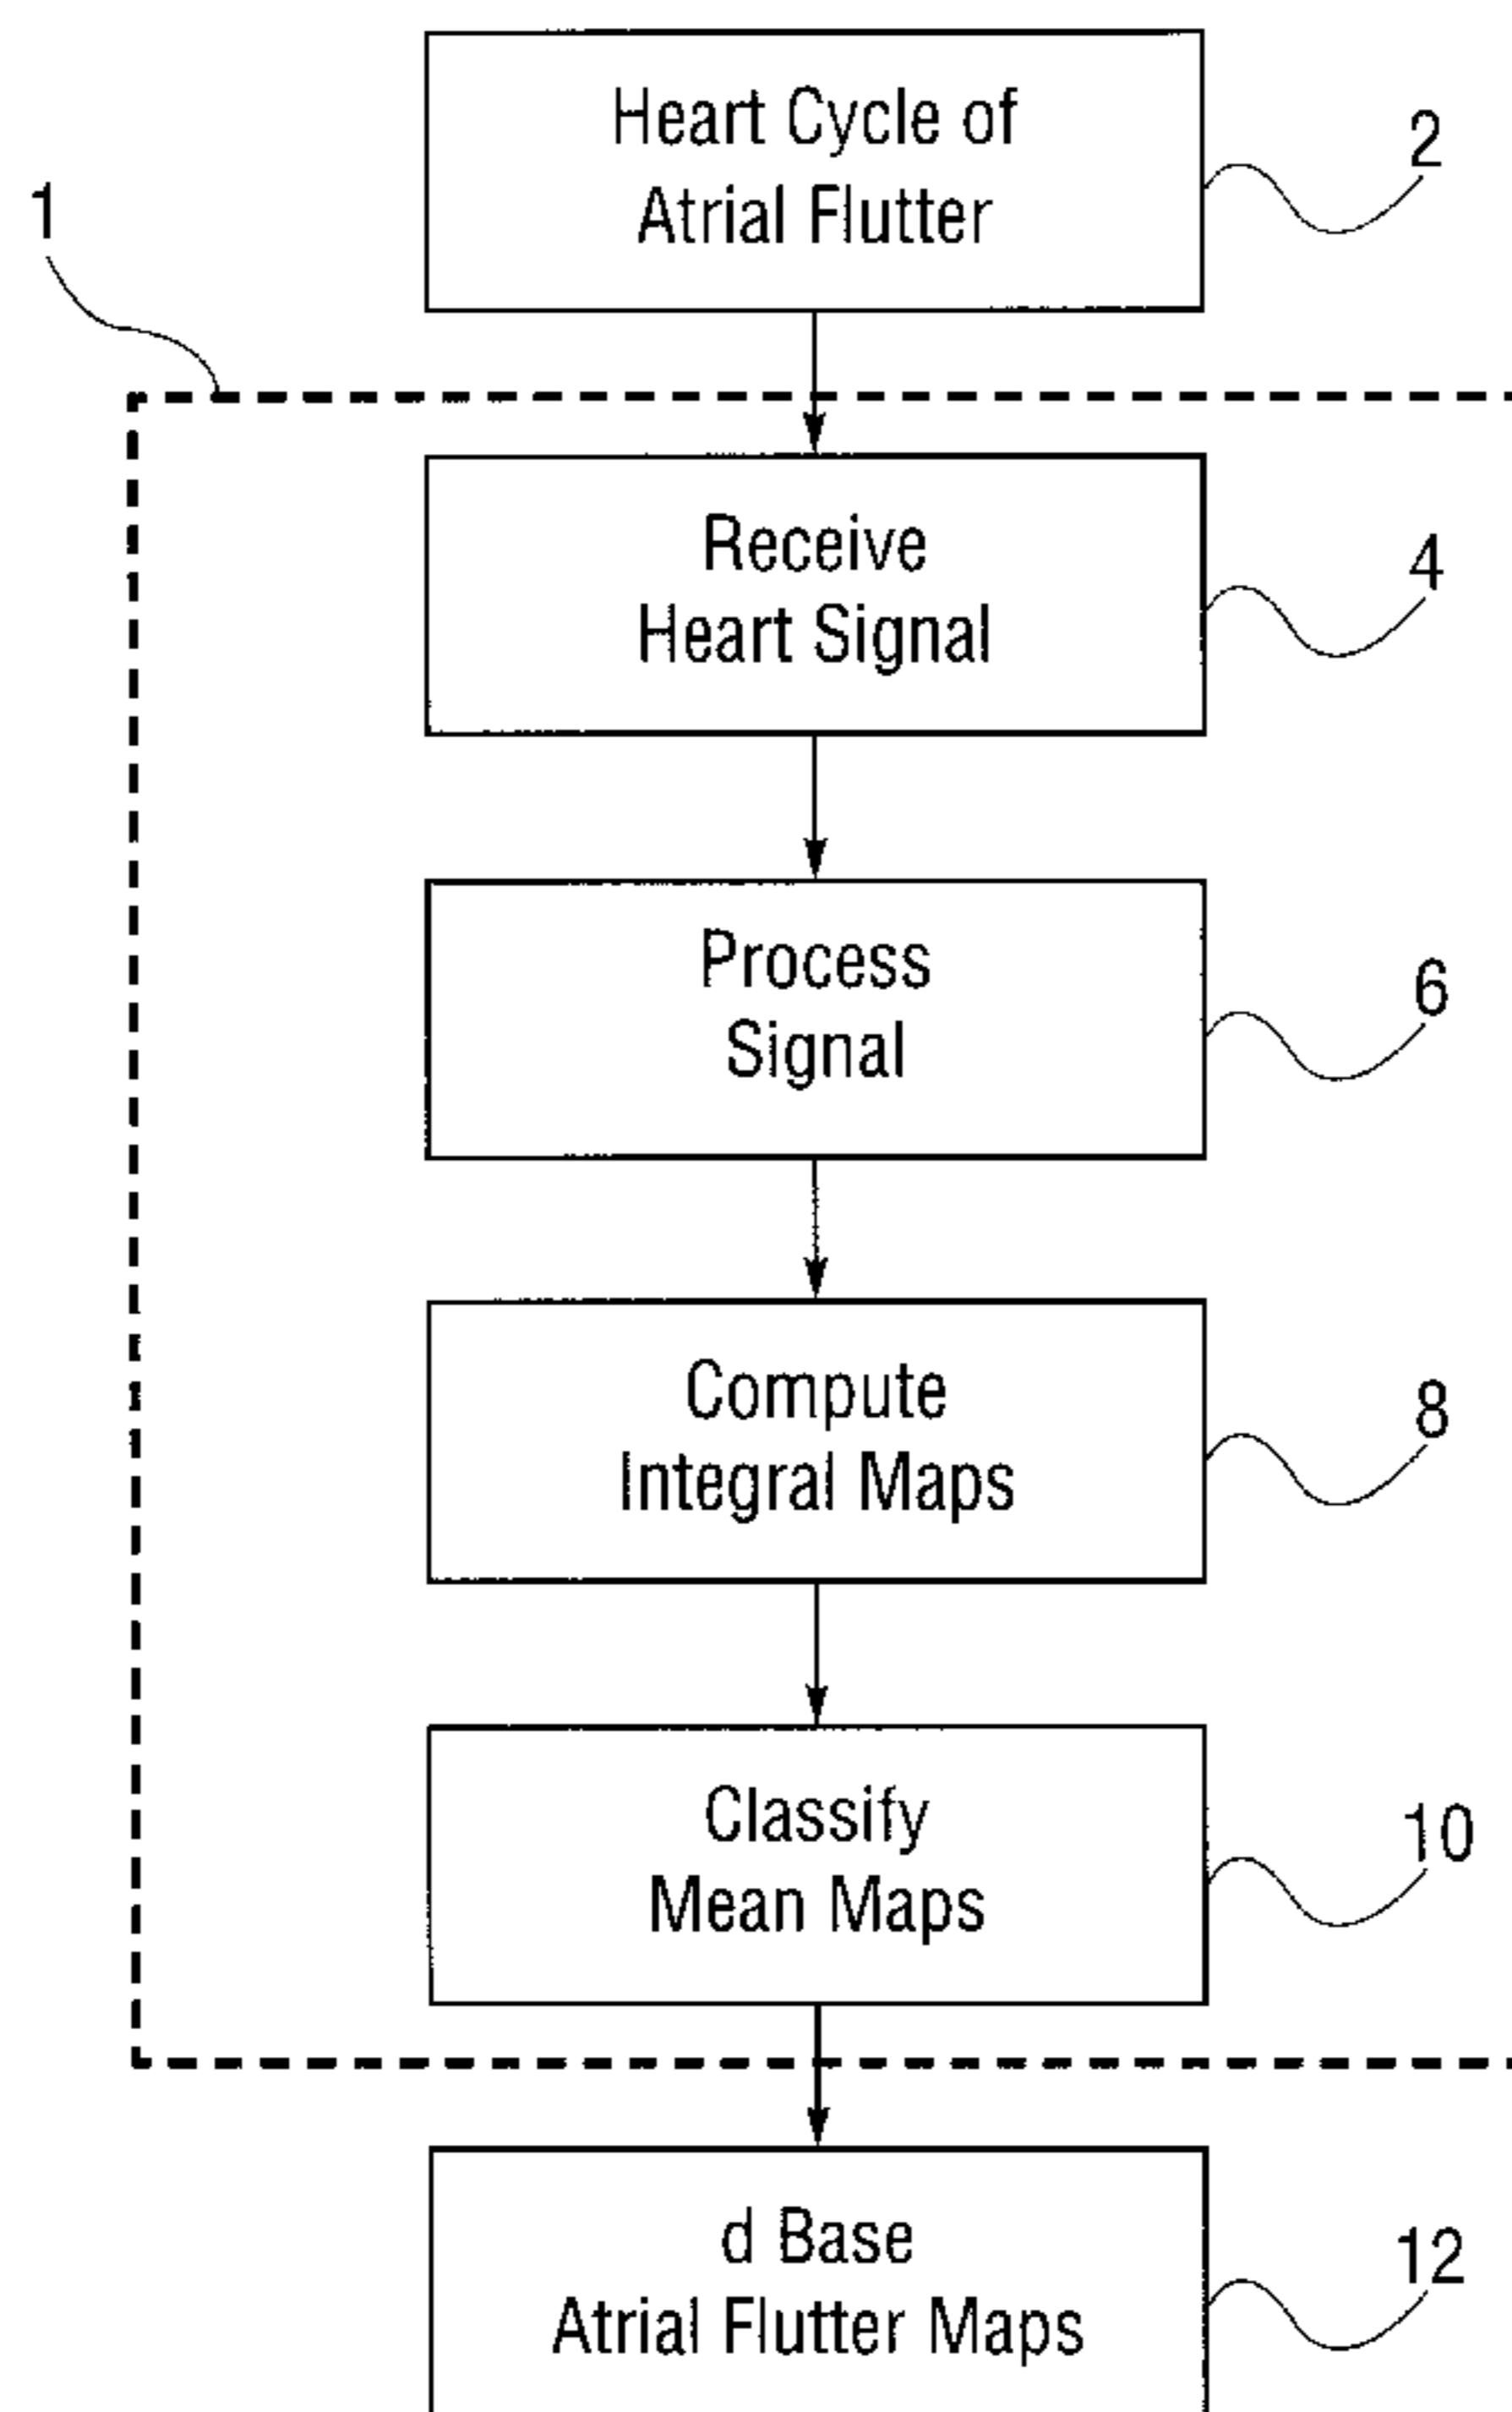 Heart Cycle of
Atrial Flutter
2
1
Receive
Heart Signal
4
Process
Signal
6
Compute
Integral Maps
8
Classify
Mean Maps
10
d Base
Atrial Flutter Maps
12